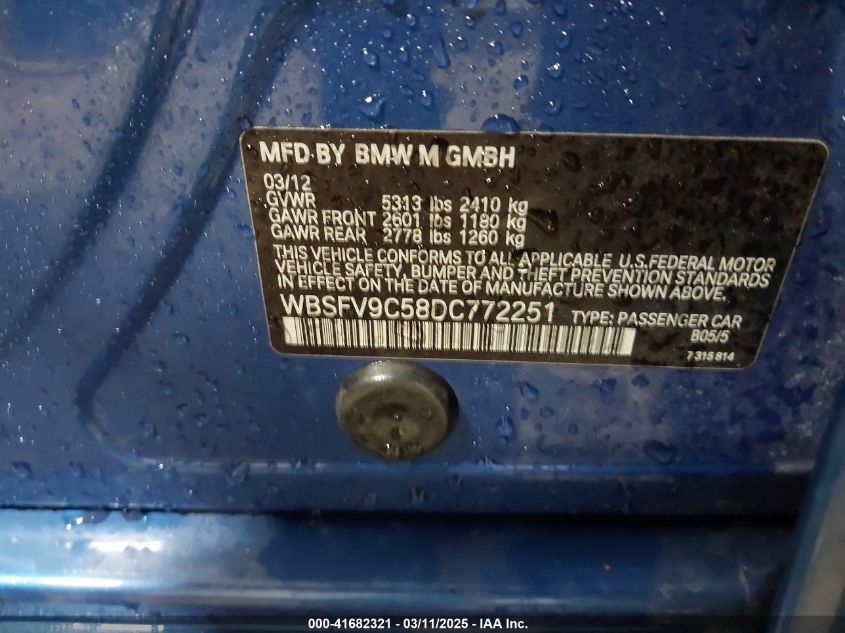 MFD BY BMW M GMBH
03/12
GVWR 5313 lbs 2410 kg
GAWR FRONT 2601 lbs 1180 kg
GAWR REAR 2778 lbs 1260 kg
THIS VEHICLE CONFORMS TO ALL APPLICABLE U.S.FEDERAL MOTOR
VEHICLE SAFETY, BUMPER AND THEFT PREVENTION STANDARDS
IN EFFECT ON THE DATE OF MANUFACTURE SHOWN ABOVE.
WBSFV9C58DC772251 TYPE: PASSENGER CAR
B05/5
7 315 814
000-41682321 / 03/11/2025 - IAA Inc.